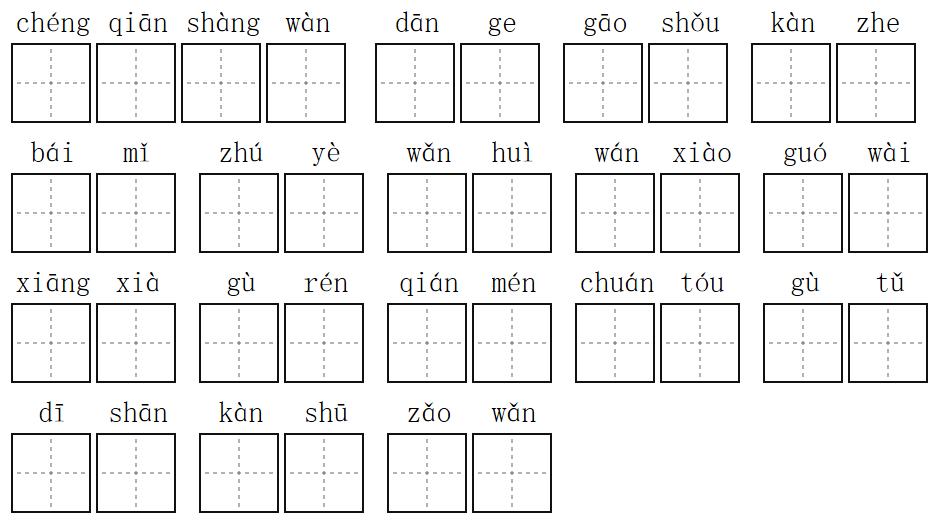 chéng qiān shàng wàn dān ge gāo shǒu kàn zhe
bái mǐ zhú yè wǎn huì wán xiào guó wài
xiāng xià gù rén qián mén chuán tóu gù tǔ
dī shān kàn shū zǎo wǎn